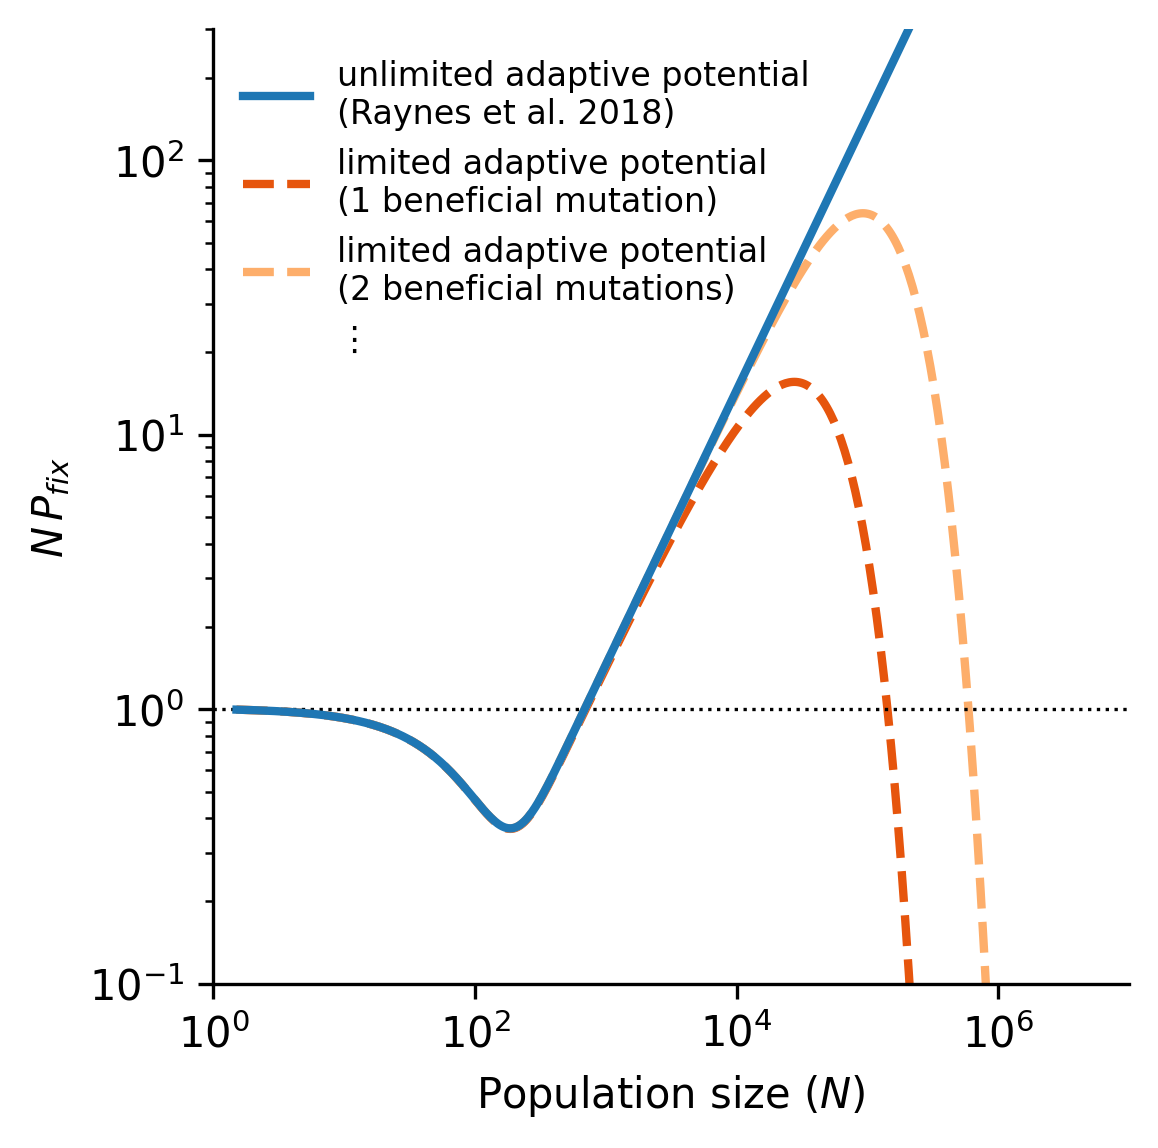 unlimited adaptive potential
(Raynes et al. 2018)
limited adaptive potential
(1 beneficial mutation)
limited adaptive potential
(2 beneficial mutations)
⋮
10²
10¹
10⁰
10⁻¹
N P_fix
10⁰ 10² 10⁴ 10⁶
Population size (N)